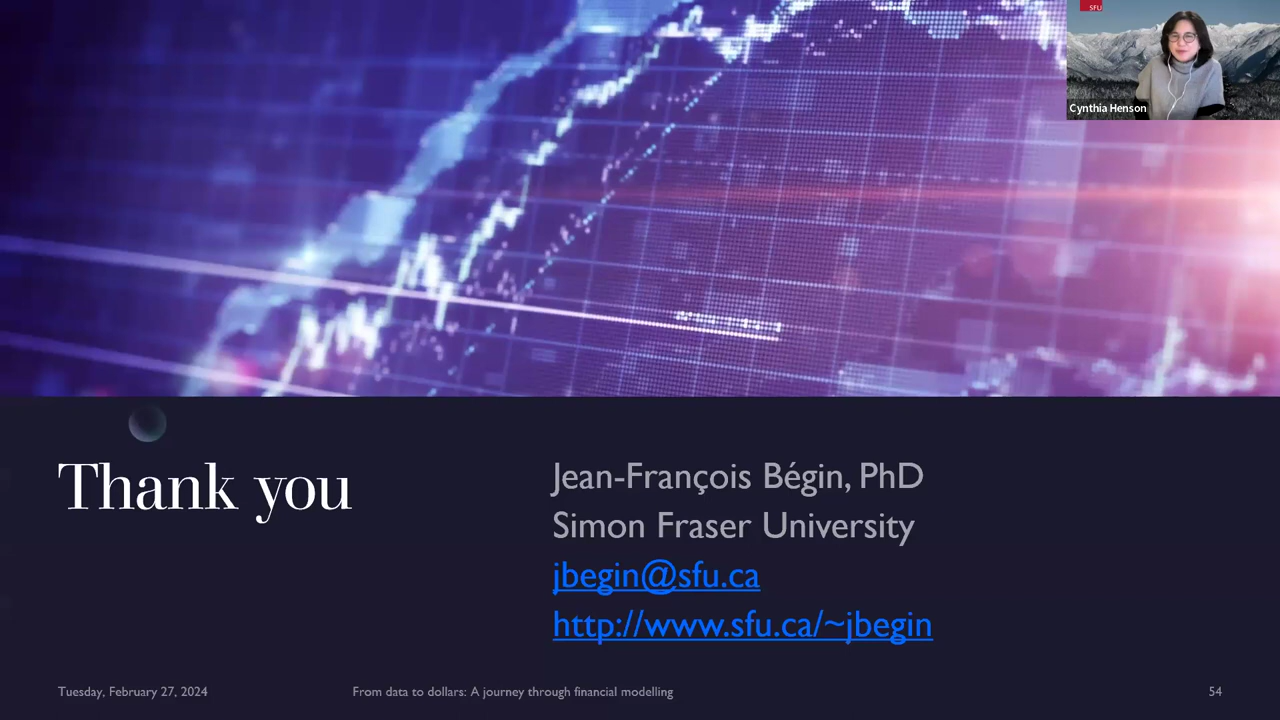 SFU
Cynthia Henson
Thank you
Jean-François Bégin, PhD
Simon Fraser University
jbegin@sfu.ca
http://www.sfu.ca/~jbegin
Tuesday, February 27, 2024
From data to dollars: A journey through financial modelling
54